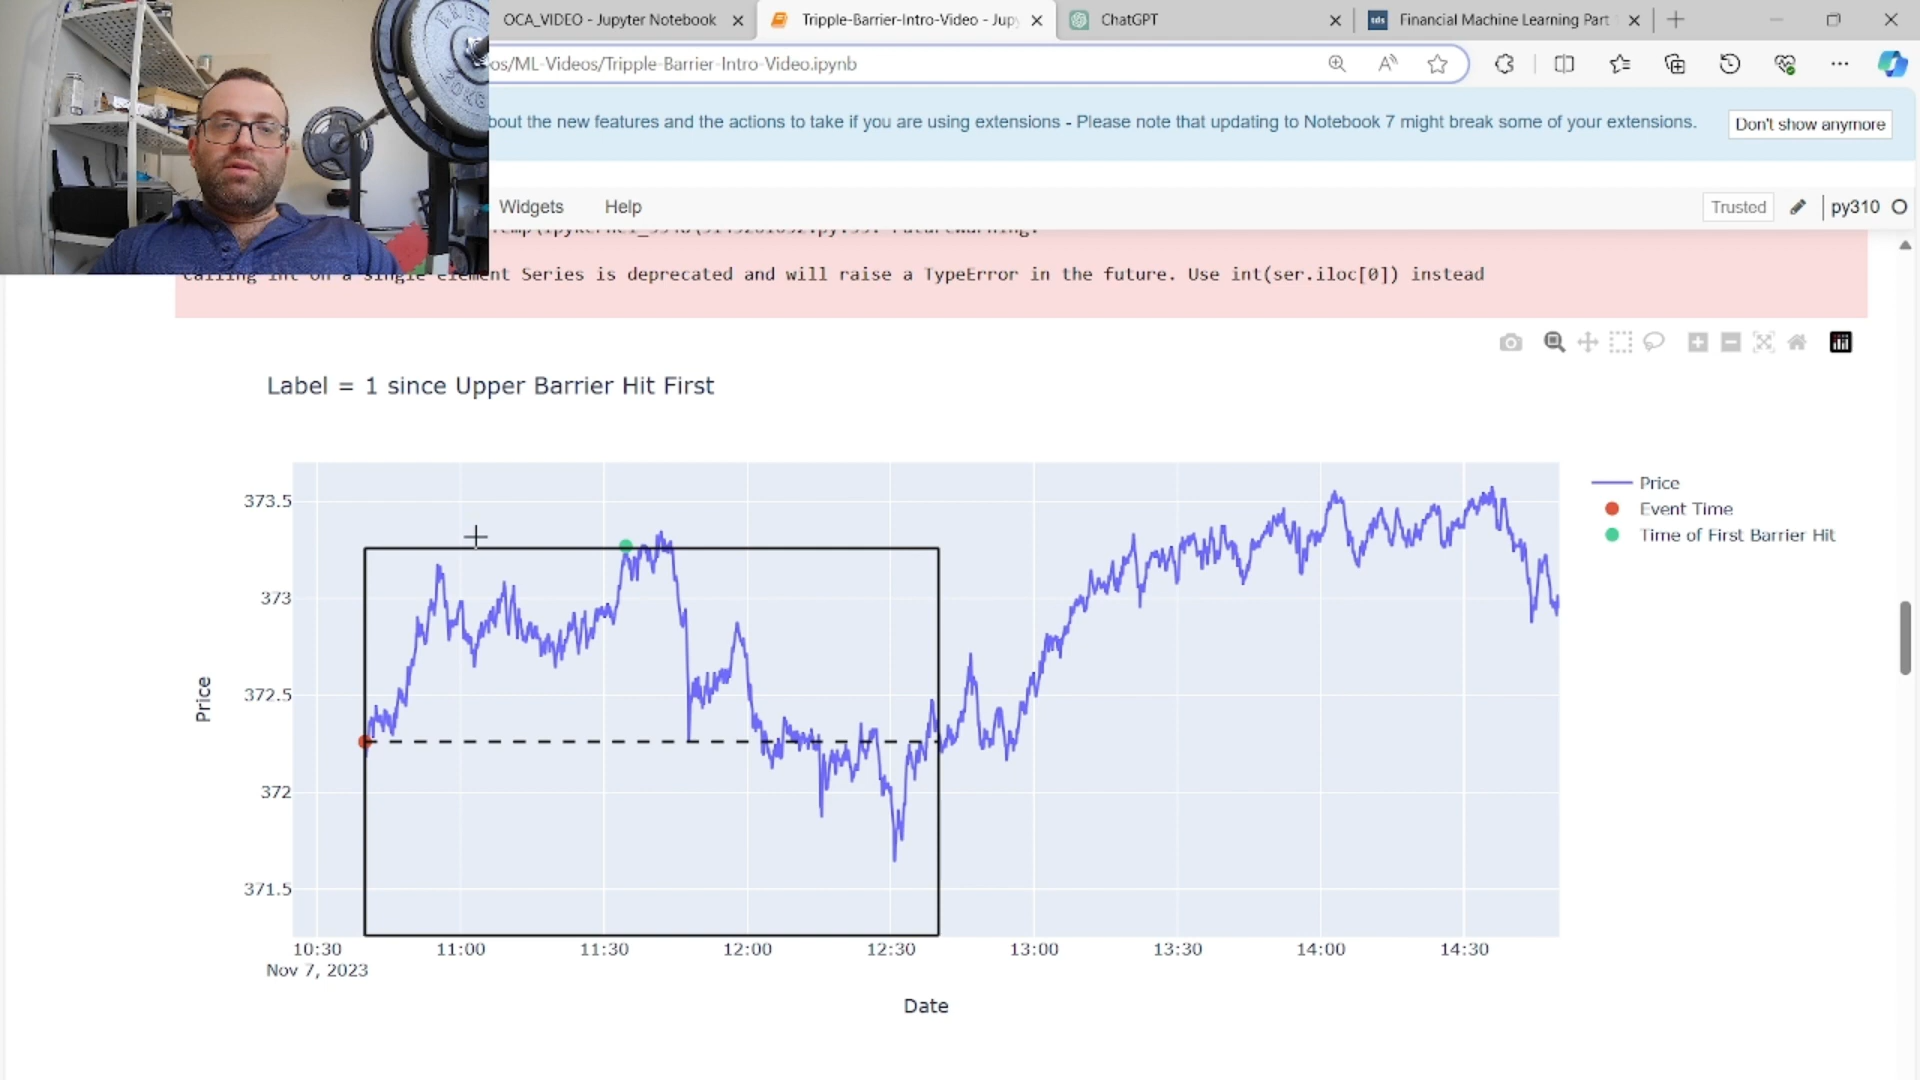 OCA_VIDEO - Jupyter Notebook
Tripple-Barrier-Intro-Video - Jup
ChatGPT
tds
Financial Machine Learning Part
os/ML-Videos/Tripple-Barrier-Intro-Video.ipynb
bout the new features and the actions to take if you are using extensions - Please note that updating to Notebook 7 might break some of your extensions.
Don't show anymore
Widgets
Help
Trusted
py310
Calling int on a single element Series is deprecated and will raise a TypeError in the future. Use int(ser.iloc[0]) instead
Label = 1 since Upper Barrier Hit First
Price
Event Time
Time of First Barrier Hit
373.5
373
372.5
372
371.5
Price
10:30
11:00
11:30
12:00
12:30
13:00
13:30
14:00
14:30
Nov 7, 2023
Date